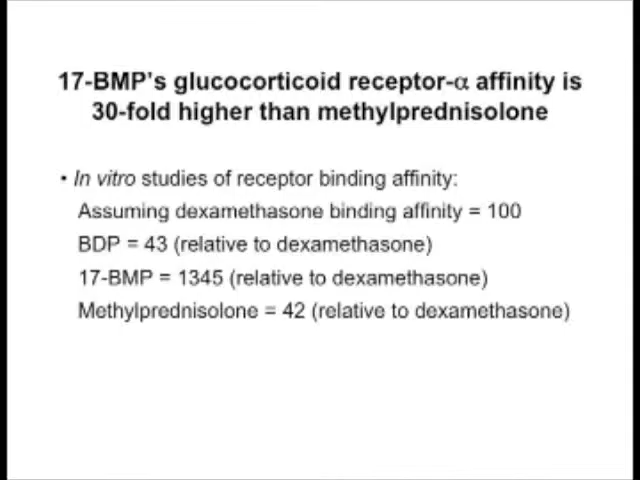 17-BMP's glucocorticoid receptor-α affinity is
30-fold higher than methylprednisolone
• In vitro studies of receptor binding affinity:
Assuming dexamethasone binding affinity = 100
BDP = 43 (relative to dexamethasone)
17-BMP = 1345 (relative to dexamethasone)
Methylprednisolone = 42 (relative to dexamethasone)